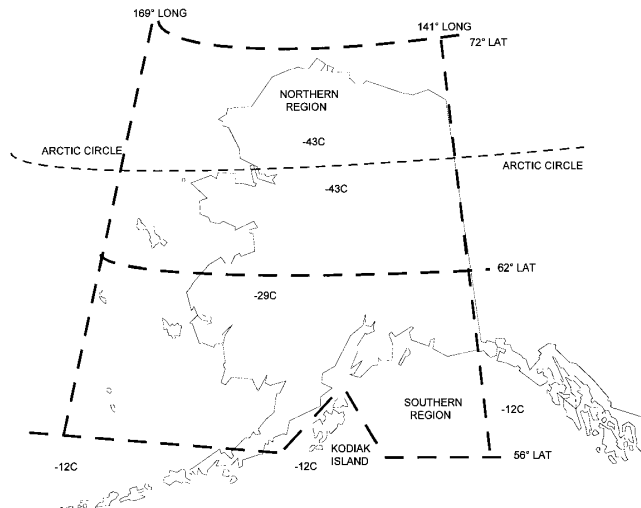 169° LONG
141° LONG
72° LAT
NORTHERN
REGION
-43C
ARCTIC CIRCLE
ARCTIC CIRCLE
-43C
62° LAT
-29C
SOUTHERN
REGION
-12C
KODIAK
ISLAND
56° LAT
-12C
-12C